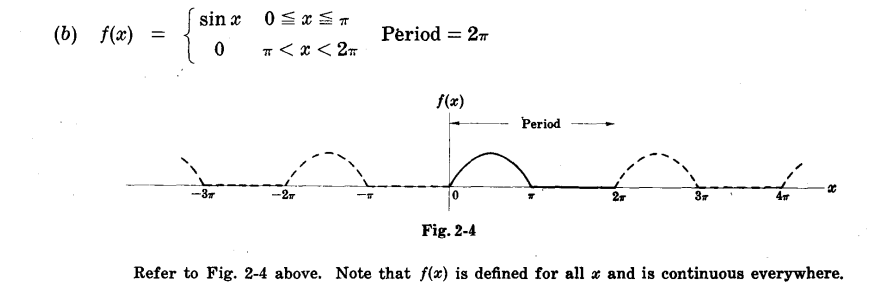 (b) f(x) = { sin x 0 ≦ x ≦ π Period = 2π
0 π < x < 2π
f(x)
Period
-3π -2π -π 0 π 2π 3π 4π x
Fig. 2-4
Refer to Fig. 2-4 above. Note that f(x) is defined for all x and is continuous everywhere.